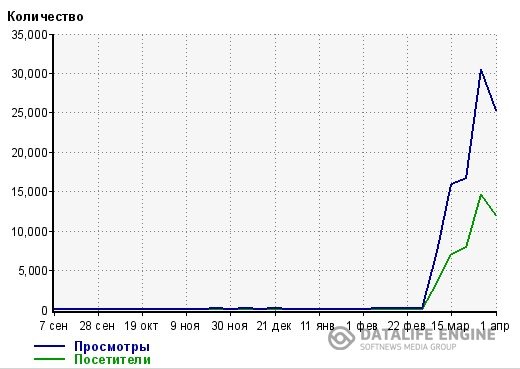 Количество
35,000
30,000
25,000
20,000
15,000
10,000
5,000
0
7 сен 28 сен 19 окт 9 ноя 30 ноя 21 дек 11 янв 1 фев 22 фев 15 мар 1 апр
DATALIFE ENGINE
SOFTNEWS MEDIA GROUP
Просмотры
Посетители